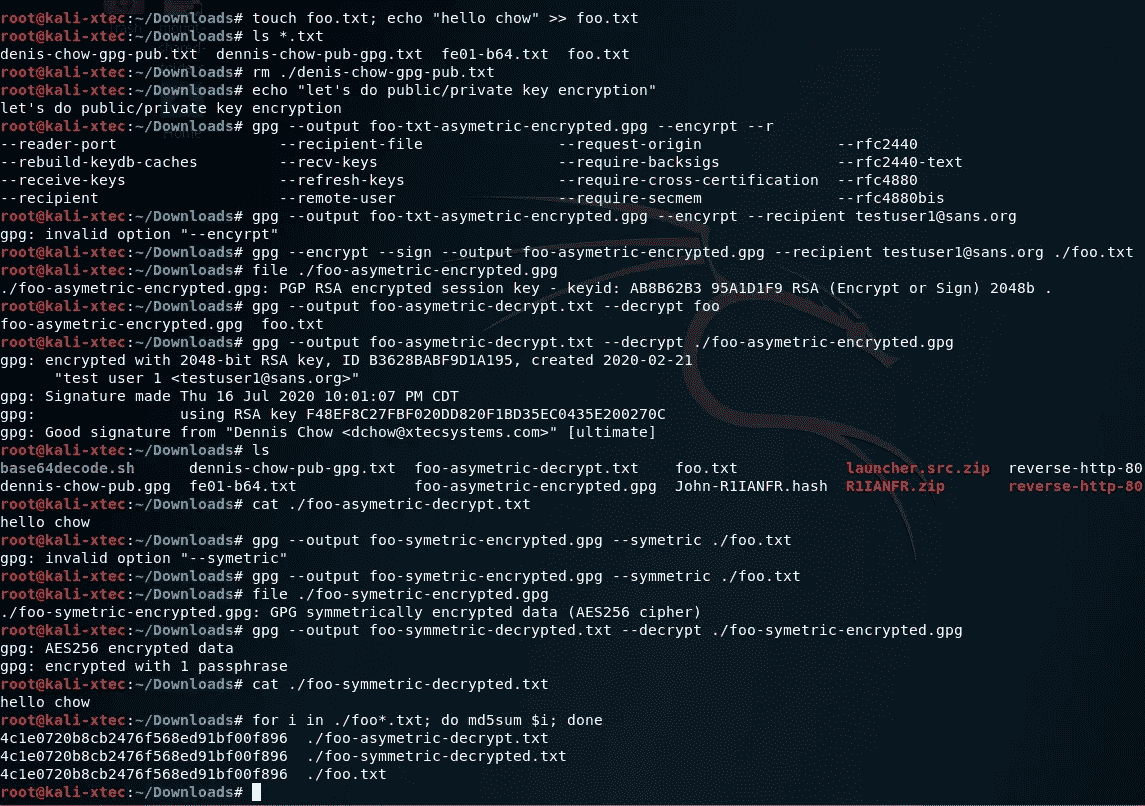 root@kali-xtec:~/Downloads# touch foo.txt; echo "hello chow" >> foo.txt
root@kali-xtec:~/Downloads# ls *.txt
denis-chow-gpg-pub.txt  dennis-chow-pub-gpg.txt  fe01-b64.txt  foo.txt
root@kali-xtec:~/Downloads# rm ./denis-chow-gpg-pub.txt
root@kali-xtec:~/Downloads# echo "let's do public/private key encryption"
let's do public/private key encryption
root@kali-xtec:~/Downloads# gpg --output foo-txt-asymetric-encrypted.gpg --encyrpt --r
--reader-port                  --recipient-file               --request-origin               --rfc2440
--rebuild-keydb-caches         --recv-keys                    --require-backsigs             --rfc2440-text
--receive-keys                 --refresh-keys                 --require-cross-certification  --rfc4880
--recipient                    --remote-user                  --require-secmem               --rfc4880bis
root@kali-xtec:~/Downloads# gpg --output foo-txt-asymetric-encrypted.gpg --encyrpt --recipient testuser1@sans.org
gpg: invalid option "--encyrpt"
root@kali-xtec:~/Downloads# gpg --encrypt --sign --output foo-asymetric-encrypted.gpg --recipient testuser1@sans.org ./foo.txt
root@kali-xtec:~/Downloads# file ./foo-asymetric-encrypted.gpg
./foo-asymetric-encrypted.gpg: PGP RSA encrypted session key - keyid: AB8B62B3 95A1D1F9 RSA (Encrypt or Sign) 2048b .
root@kali-xtec:~/Downloads# gpg --output foo-asymetric-decrypt.txt --decrypt foo
foo-asymetric-encrypted.gpg  foo.txt
root@kali-xtec:~/Downloads# gpg --output foo-asymetric-decrypt.txt --decrypt ./foo-asymetric-encrypted.gpg
gpg: encrypted with 2048-bit RSA key, ID B3628BABF9D1A195, created 2020-02-21
      "test user 1 <testuser1@sans.org>"
gpg: Signature made Thu 16 Jul 2020 10:01:07 PM CDT
gpg:                using RSA key F48EF8C27FBF020DD820F1BD35EC0435E200270C
gpg: Good signature from "Dennis Chow <dchow@xtecsystems.com>" [ultimate]
root@kali-xtec:~/Downloads# ls
base64decode.sh      dennis-chow-pub-gpg.txt  foo-asymetric-decrypt.txt    foo.txt            launcher.src.zip  reverse-http-80
dennis-chow-pub.gpg  fe01-b64.txt             foo-asymetric-encrypted.gpg  John-RIIANFR.hash  R1IANFR.zip       reverse-http-80
root@kali-xtec:~/Downloads# cat ./foo-asymetric-decrypt.txt
hello chow
root@kali-xtec:~/Downloads# gpg --output foo-symetric-encrypted.gpg --symetric ./foo.txt
gpg: invalid option "--symetric"
root@kali-xtec:~/Downloads# gpg --output foo-symetric-encrypted.gpg --symmetric ./foo.txt
root@kali-xtec:~/Downloads# file ./foo-symetric-encrypted.gpg
./foo-symetric-encrypted.gpg: GPG symmetrically encrypted data (AES256 cipher)
root@kali-xtec:~/Downloads# gpg --output foo-symmetric-decrypted.txt --decrypt ./foo-symetric-encrypted.gpg
gpg: AES256 encrypted data
gpg: encrypted with 1 passphrase
root@kali-xtec:~/Downloads# cat ./foo-symmetric-decrypted.txt
hello chow
root@kali-xtec:~/Downloads# for i in ./foo*.txt; do md5sum $i; done
4c1e0720b8cb2476f568ed91bf00f896  ./foo-asymetric-decrypt.txt
4c1e0720b8cb2476f568ed91bf00f896  ./foo-symmetric-decrypted.txt
4c1e0720b8cb2476f568ed91bf00f896  ./foo.txt
root@kali-xtec:~/Downloads#